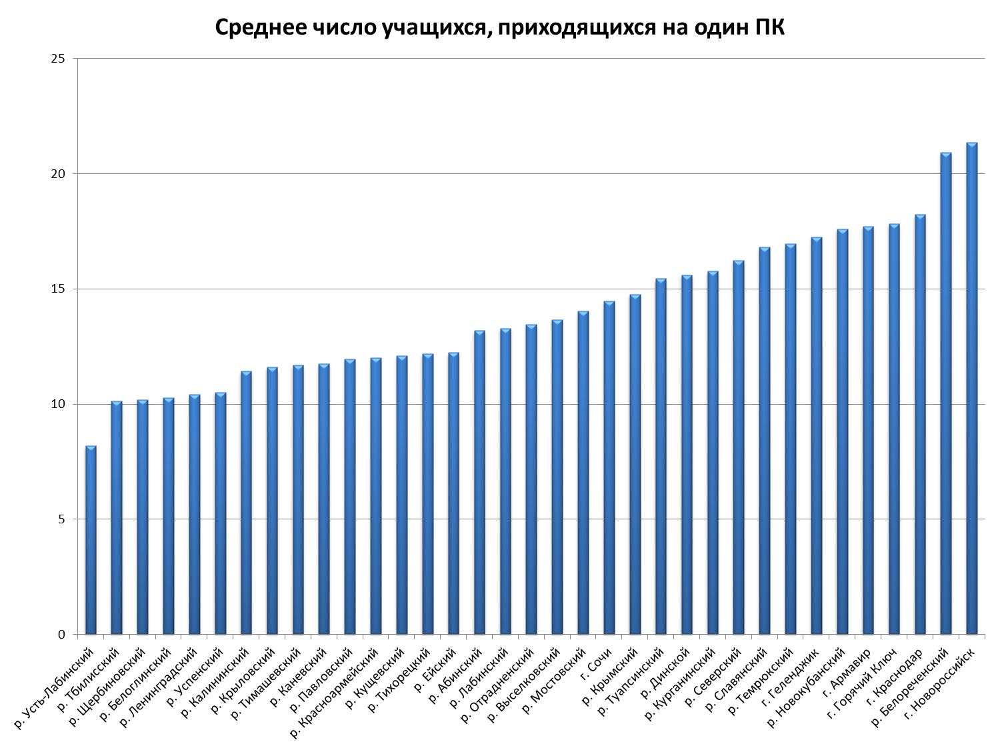 Среднее число учащихся, приходящихся на один ПК
25
20
15
10
5
0
р. Усть-Лабинский
р. Тбилисский
р. Щербиновский
р. Белоглинский
р. Ленинградский
р. Успенский
р. Калининский
р. Крыловский
р. Тимашевский
р. Каневский
р. Павловский
р. Красноармейский
р. Кущевский
р. Тихорецкий
р. Ейский
р. Абинский
р. Лабинский
р. Отрадненский
р. Выселковский
р. Мостовский
г. Сочи
р. Крымский
р. Туапсинский
р. Динской
р. Курганинский
р. Северский
р. Славянский
р. Темрюкский
г. Геленджик
р. Новокубанский
г. Армавир
г. Горячий Ключ
г. Краснодар
р. Белореченский
г. Новороссийск